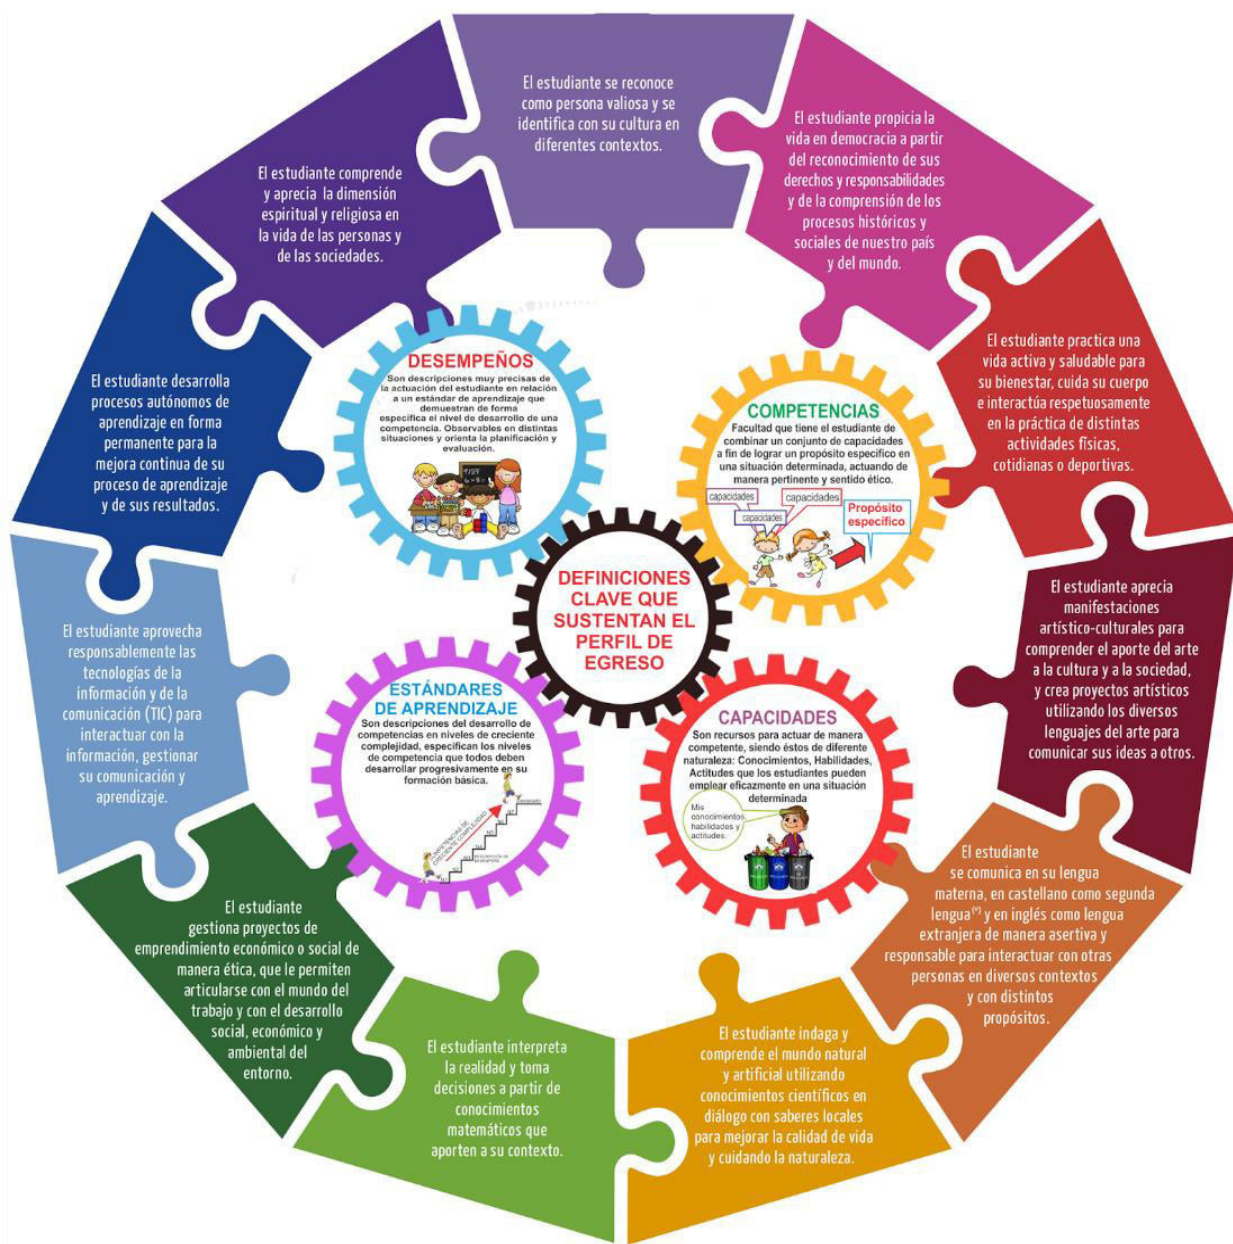 El estudiante se reconoce
como persona valiosa y se
identifica con su cultura en
diferentes contextos.
El estudiante propicia la
vida en democracia a partir
del reconocimiento de sus
derechos y responsabilidades
y de la comprensión de los
procesos históricos y
sociales de nuestro país
y del mundo.
El estudiante practica una
vida activa y saludable para
su bienestar, cuida su cuerpo
e interactúa respetuosamente
en la práctica de distintas
actividades físicas,
cotidianas o deportivas.
El estudiante aprecia
manifestaciones
artístico-culturales para
comprender el aporte del arte
a la cultura y a la sociedad,
y crea proyectos artísticos
utilizando los diversos
lenguajes del arte para
comunicar sus ideas a otros.
El estudiante
se comunica en su lengua
materna, en castellano como segunda
lengua(*) y en inglés como lengua
extranjera de manera asertiva y
responsable para interactuar con otras
personas en diversos contextos
y con distintos
propósitos.
El estudiante indaga y
comprende el mundo natural
y artificial utilizando
conocimientos científicos en
diálogo con saberes locales
para mejorar la calidad de vida
y cuidando la naturaleza.
El estudiante interpreta
la realidad y toma
decisiones a partir de
conocimientos
matemáticos que
aporten a su contexto.
El estudiante
gestiona proyectos de
emprendimiento económico o social de
manera ética, que le permiten
articularse con el mundo del
trabajo y con el desarrollo
social, económico y
ambiental del
entorno.
El estudiante aprovecha
responsablemente las
tecnologías de la
información y de la
comunicación (TIC) para
interactuar con la
información, gestionar
su comunicación y
aprendizaje.
El estudiante desarrolla
procesos autónomos de
aprendizaje en forma
permanente para la
mejora continua de su
proceso de aprendizaje
y de sus resultados.
El estudiante comprende
y aprecia la dimensión
espiritual y religiosa en
la vida de las personas y
de las sociedades.
DESEMPEÑOS
Son descripciones muy precisas de
la actuación del estudiante en relación
a un estándar de aprendizaje que
demuestran de forma
específica el nivel de desarrollo de una
competencia. Observables en distintas
situaciones y orienta la planificación y
evaluación.
COMPETENCIAS
Facultad que tiene el estudiante de
combinar un conjunto de capacidades
a fin de lograr un propósito específico en
una situación determinada, actuando de
manera pertinente y sentido ético.
capacidades
capacidades
capacidades
Propósito
específico
DEFINICIONES
CLAVE QUE
SUSTENTAN EL
PERFIL DE
EGRESO
ESTÁNDARES
DE APRENDIZAJE
Son descripciones del desarrollo de
competencias en niveles de creciente
complejidad, especifican los niveles
de competencia que todos deben
desarrollar progresivamente en su
formación básica.
COMPETENCIAS DE
CRECIENTE COMPLEJIDAD
CAPACIDADES
Son recursos para actuar de manera
competente, siendo éstos de diferente
naturaleza: Conocimientos, Habilidades,
Actitudes que los estudiantes pueden
emplear eficazmente en una situación
determinada
Mis
conocimientos,
habilidades y
actitudes.